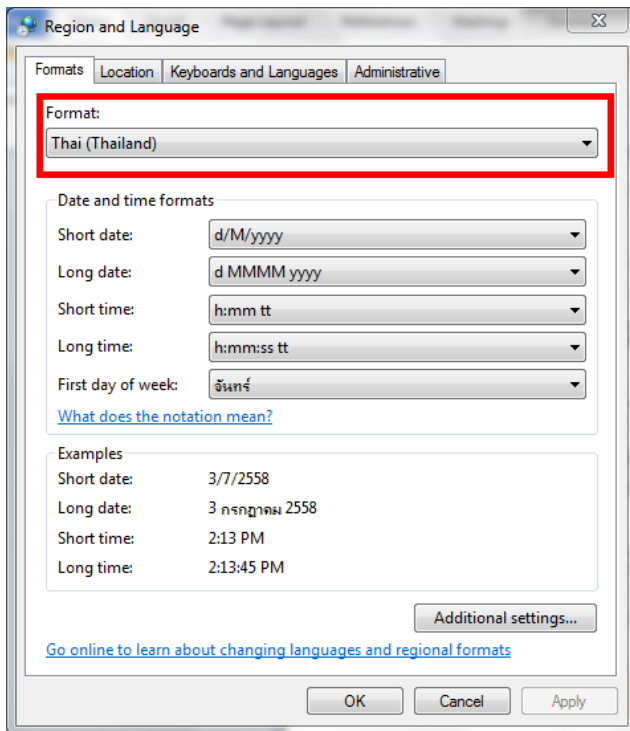 Region and Language
Formats Location Keyboards and Languages Administrative
Format:
Thai (Thailand)
Date and time formats
Short date: d/M/yyyy
Long date: d MMMM yyyy
Short time: h:mm tt
Long time: h:mm:ss tt
First day of week: จันทร์
What does the notation mean?
Examples
Short date: 3/7/2558
Long date: 3 กรกฎาคม 2558
Short time: 2:13 PM
Long time: 2:13:45 PM
Additional settings...
Go online to learn about changing languages and regional formats
OK Cancel Apply